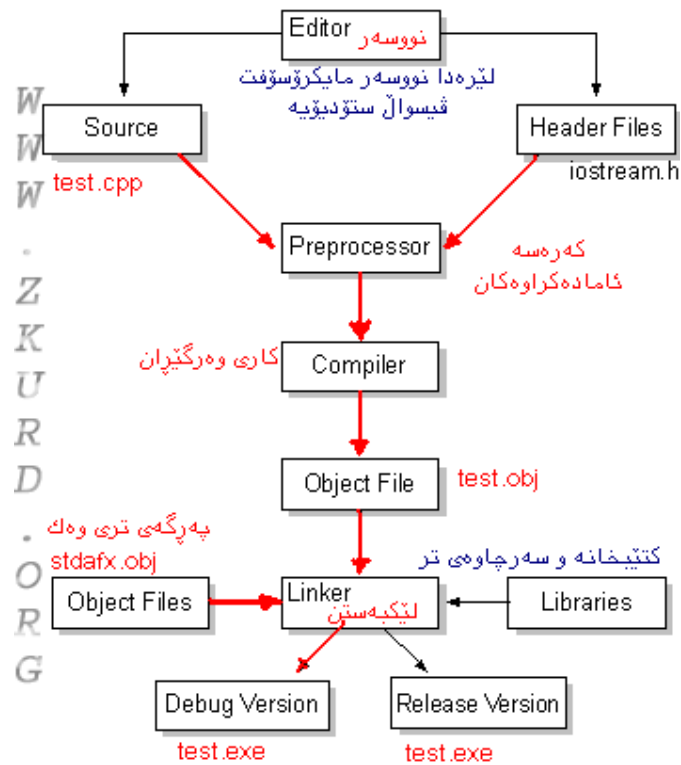 Editor نووسەر
لێرەدا نووسەر مایکرۆسۆفت
ڤیسواڵ ستۆدیۆیە
Source
test.cpp
Header Files
iostream.h
Preprocessor
کەرەسە
ئامادەکراوەکان
Compiler
کاری وەرگێڕان
Object File
test.obj
پەڕگەی تری وەك
stdafx.obj
Object Files
Linker
لێکبەستن
کتێبخانە و سەرچاوەی تر
Libraries
Debug Version
test.exe
Release Version
test.exe
WWW.ZKURD.ORG